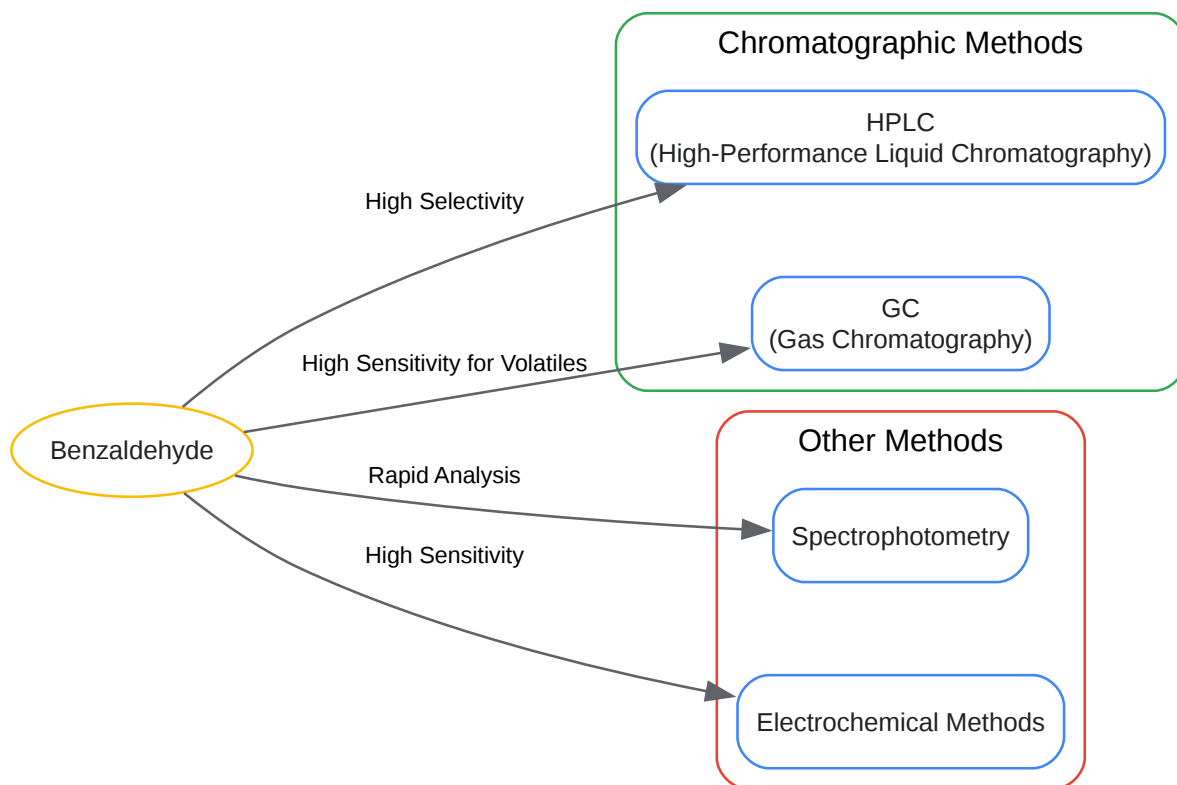 Chromatographic Methods
HPLC
(High-Performance Liquid Chromatography)
High Selectivity
GC
(Gas Chromatography)
High Sensitivity for Volatiles
Benzaldehyde
Other Methods
Rapid Analysis
Spectrophotometry
High Sensitivity
Electrochemical Methods